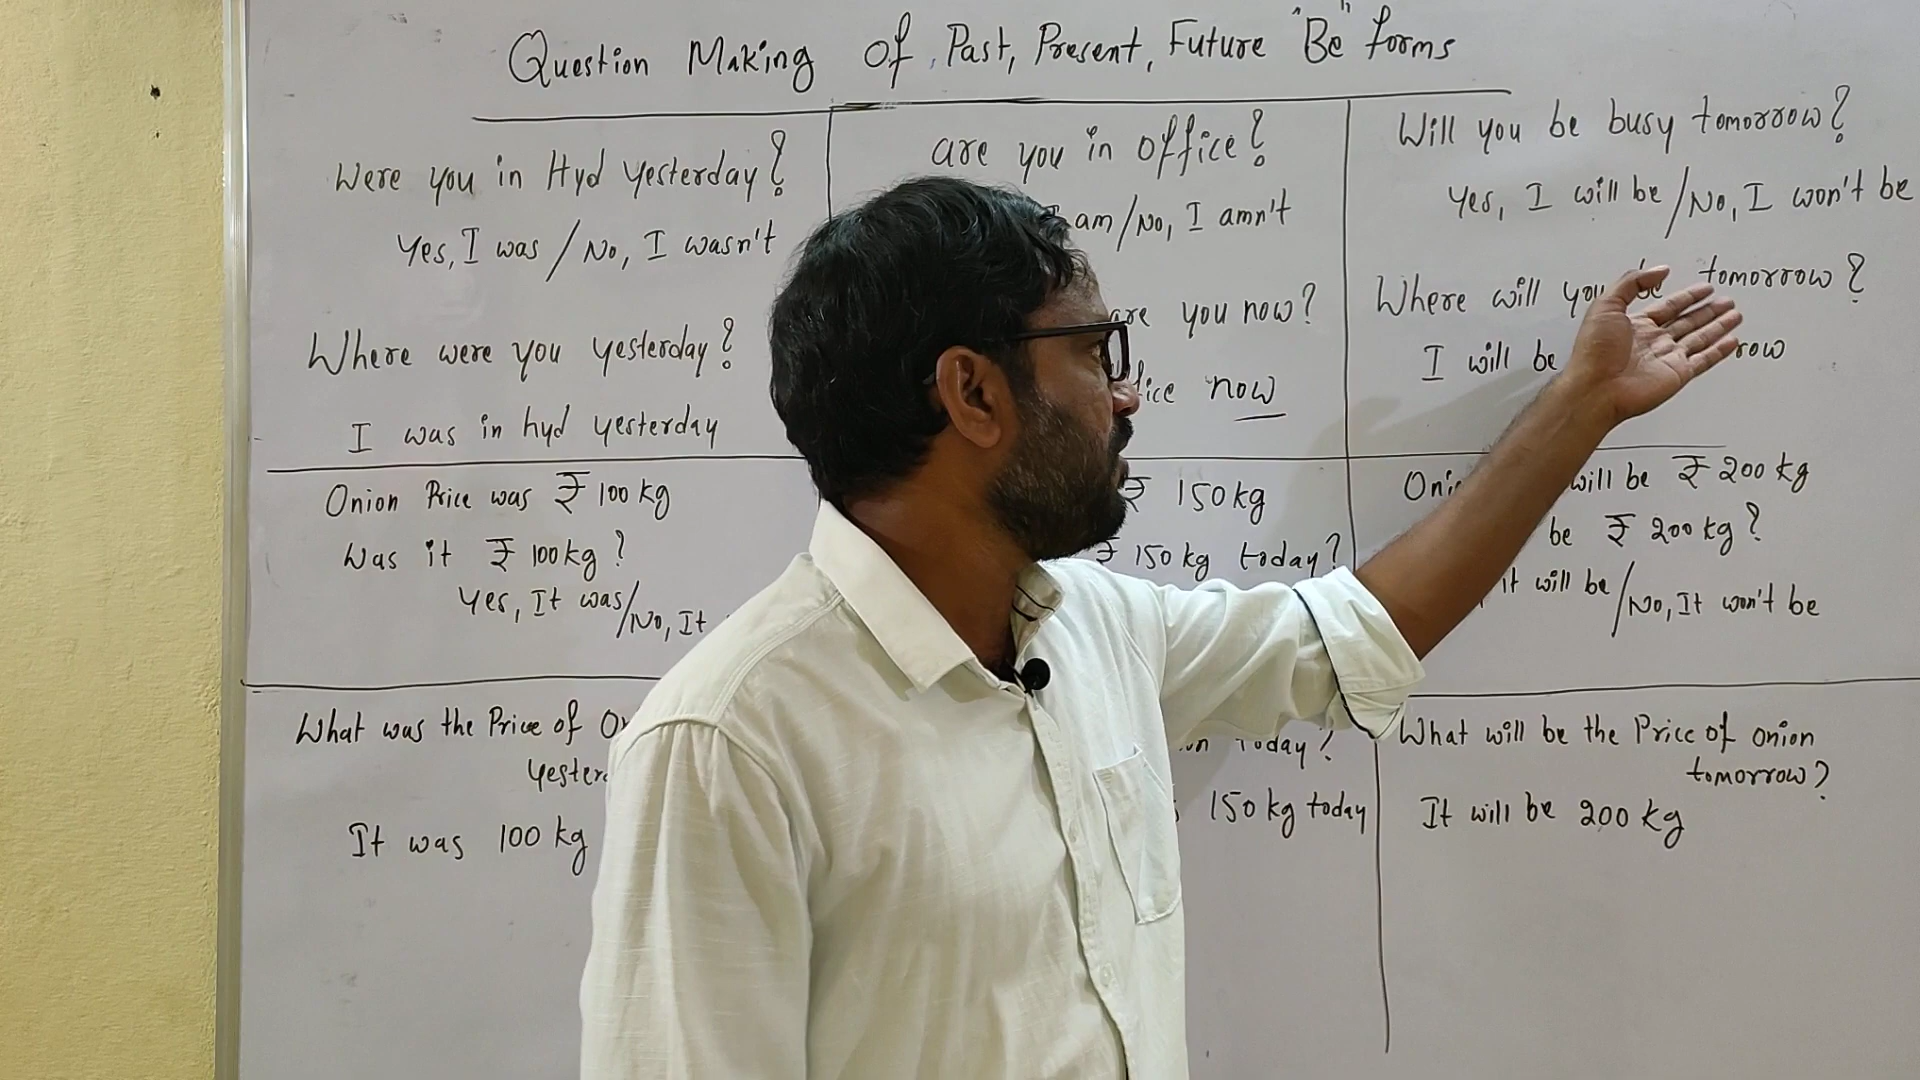 Question Making Of, Past, Present, Future "Be" forms
Were you in Hyd yesterday?
Yes, I was / No, I wasn't
Where were you yesterday?
I was in hyd yesterday
are you in office?
I am/No, I amn't
are you now?
now
Will you be busy tomorrow?
Yes, I will be/No, I won't be
Where will you be tomorrow?
I will be
Onion Price was ₹ 100 kg
Was it ₹ 100 kg?
Yes, It was/No, It
₹ 150 kg
₹ 150 kg today?
will be ₹ 200 kg
be ₹ 200 kg?
it will be/No, It won't be
What was the Price of
It was 100 kg
today?
150 kg today
What will be the Price of onion
tomorrow?
It will be 200 kg